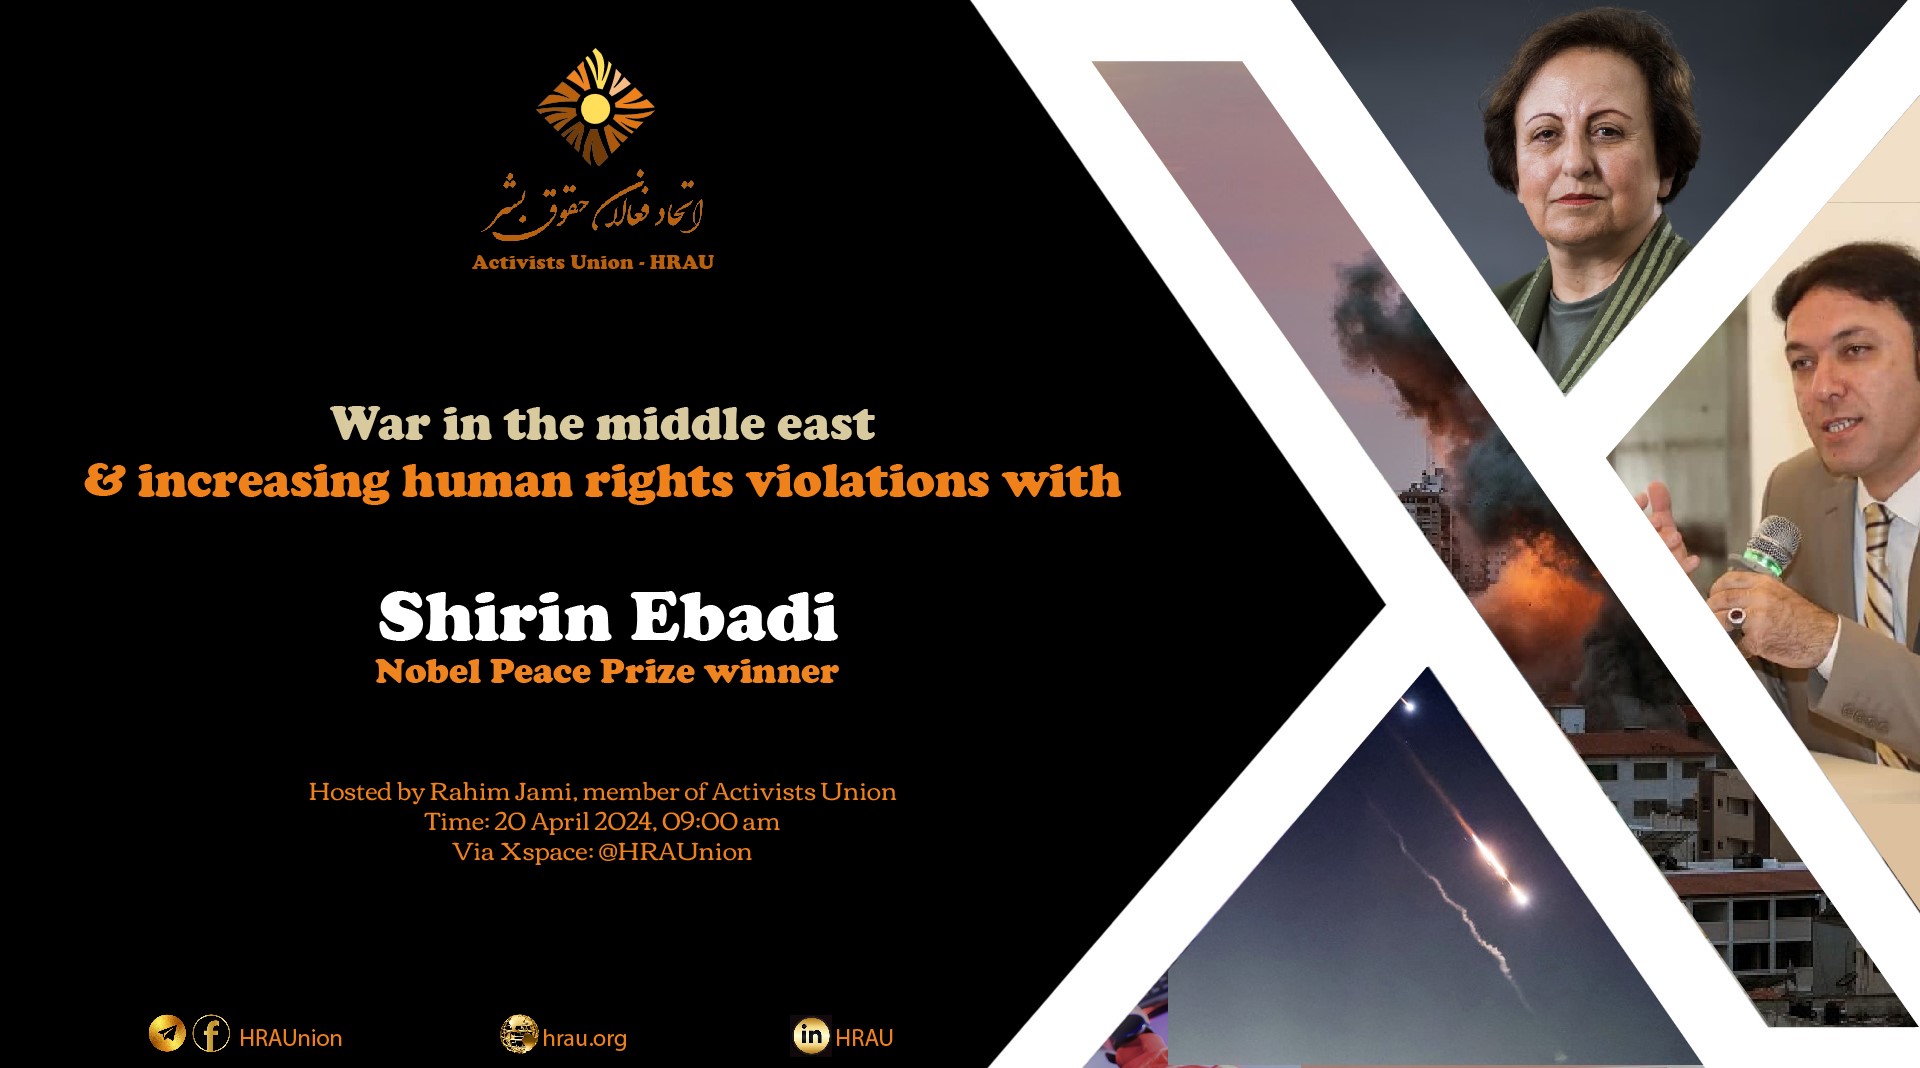 اتحاد فعالان حقوق بشر
Activists Union - HRAU
War in the middle east
& increasing human rights violations with
Shirin Ebadi
Nobel Peace Prize winner
Hosted by Rahim Jami, member of Activists Union
Time: 20 April 2024, 09:00 am
Via Xspace: @HRAUnion
f HRAUnion
hrau.org
in HRAU